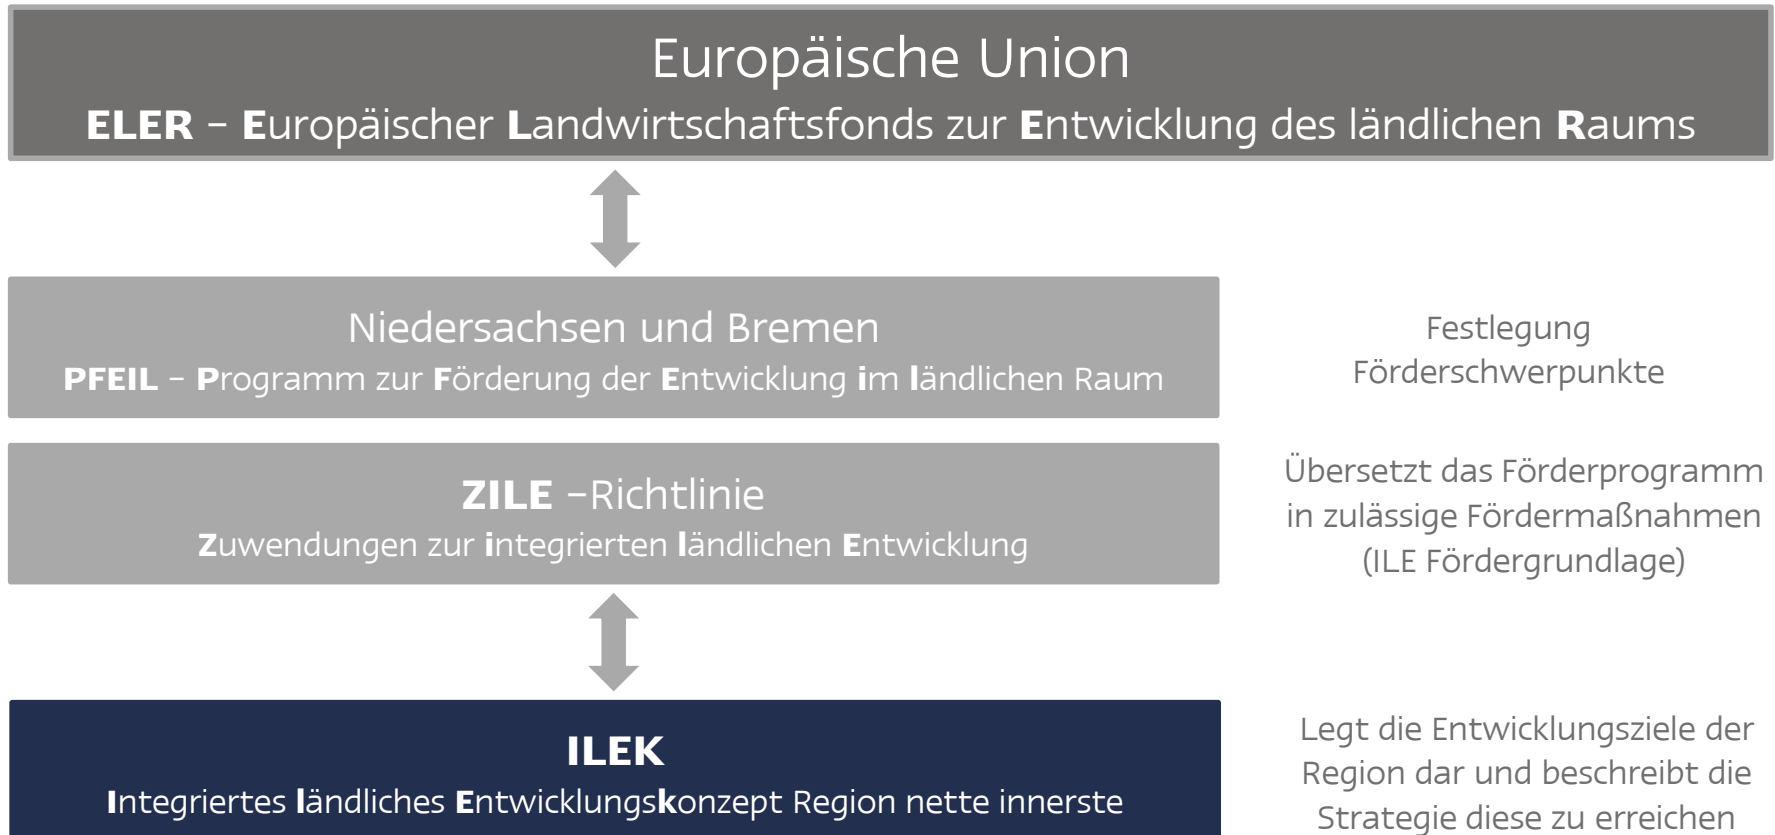 Europäische Union
ELER – Europäischer Landwirtschaftsfonds zur Entwicklung des ländlichen Raums
Niedersachsen und Bremen
PFEIL – Programm zur Förderung der Entwicklung im ländlichen Raum
Festlegung
Förderschwerpunkte
ZILE –Richtlinie
Zuwendungen zur integrierten ländlichen Entwicklung
Übersetzt das Förderprogramm
in zulässige Fördermaßnahmen
(ILE Fördergrundlage)
ILEK
Integriertes ländliches Entwicklungskonzept Region nette innerste
Legt die Entwicklungsziele der
Region dar und beschreibt die
Strategie diese zu erreichen